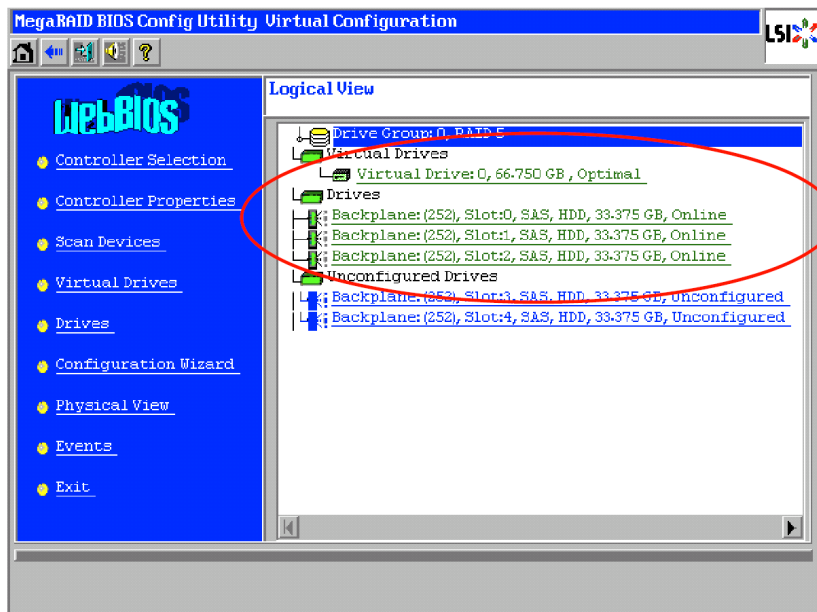 MegaRAID BIOS Config Utility Virtual Configuration
LSI
Logical View
WebBIOS
Controller Selection
Controller Properties
Scan Devices
Virtual Drives
Drives
Configuration Wizard
Physical View
Events
Exit
Drive Group: 0, RAID 5
Virtual Drives
Virtual Drive: 0, 66.750 GB, Optimal
Drives
Backplane: (252), Slot:0, SAS, HDD, 33.375 GB, Online
Backplane: (252), Slot:1, SAS, HDD, 33.375 GB, Online
Backplane: (252), Slot:2, SAS, HDD, 33.375 GB, Online
Unconfigured Drives
Backplane: (252), Slot:3, SAS, HDD, 33.375 GB, Unconfigured
Backplane: (252), Slot:4, SAS, HDD, 33.375 GB, Unconfigured